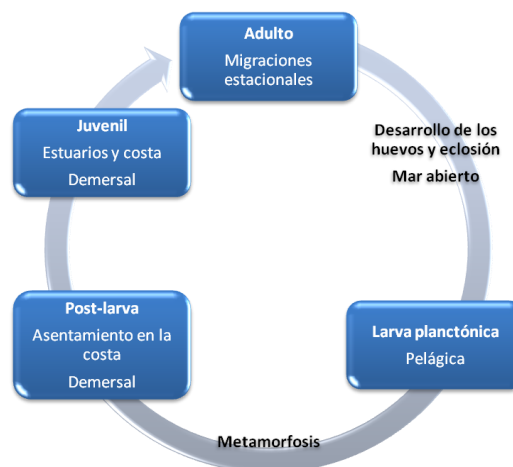 Adulto
Migraciones
estacionales
Desarrollo de los
huevos y eclosión
Mar abierto
Larva planctónica
Pelágica
Metamorfosis
Post-larva
Asentamiento en la
costa
Demersal
Juvenil
Estuarios y costa
Demersal